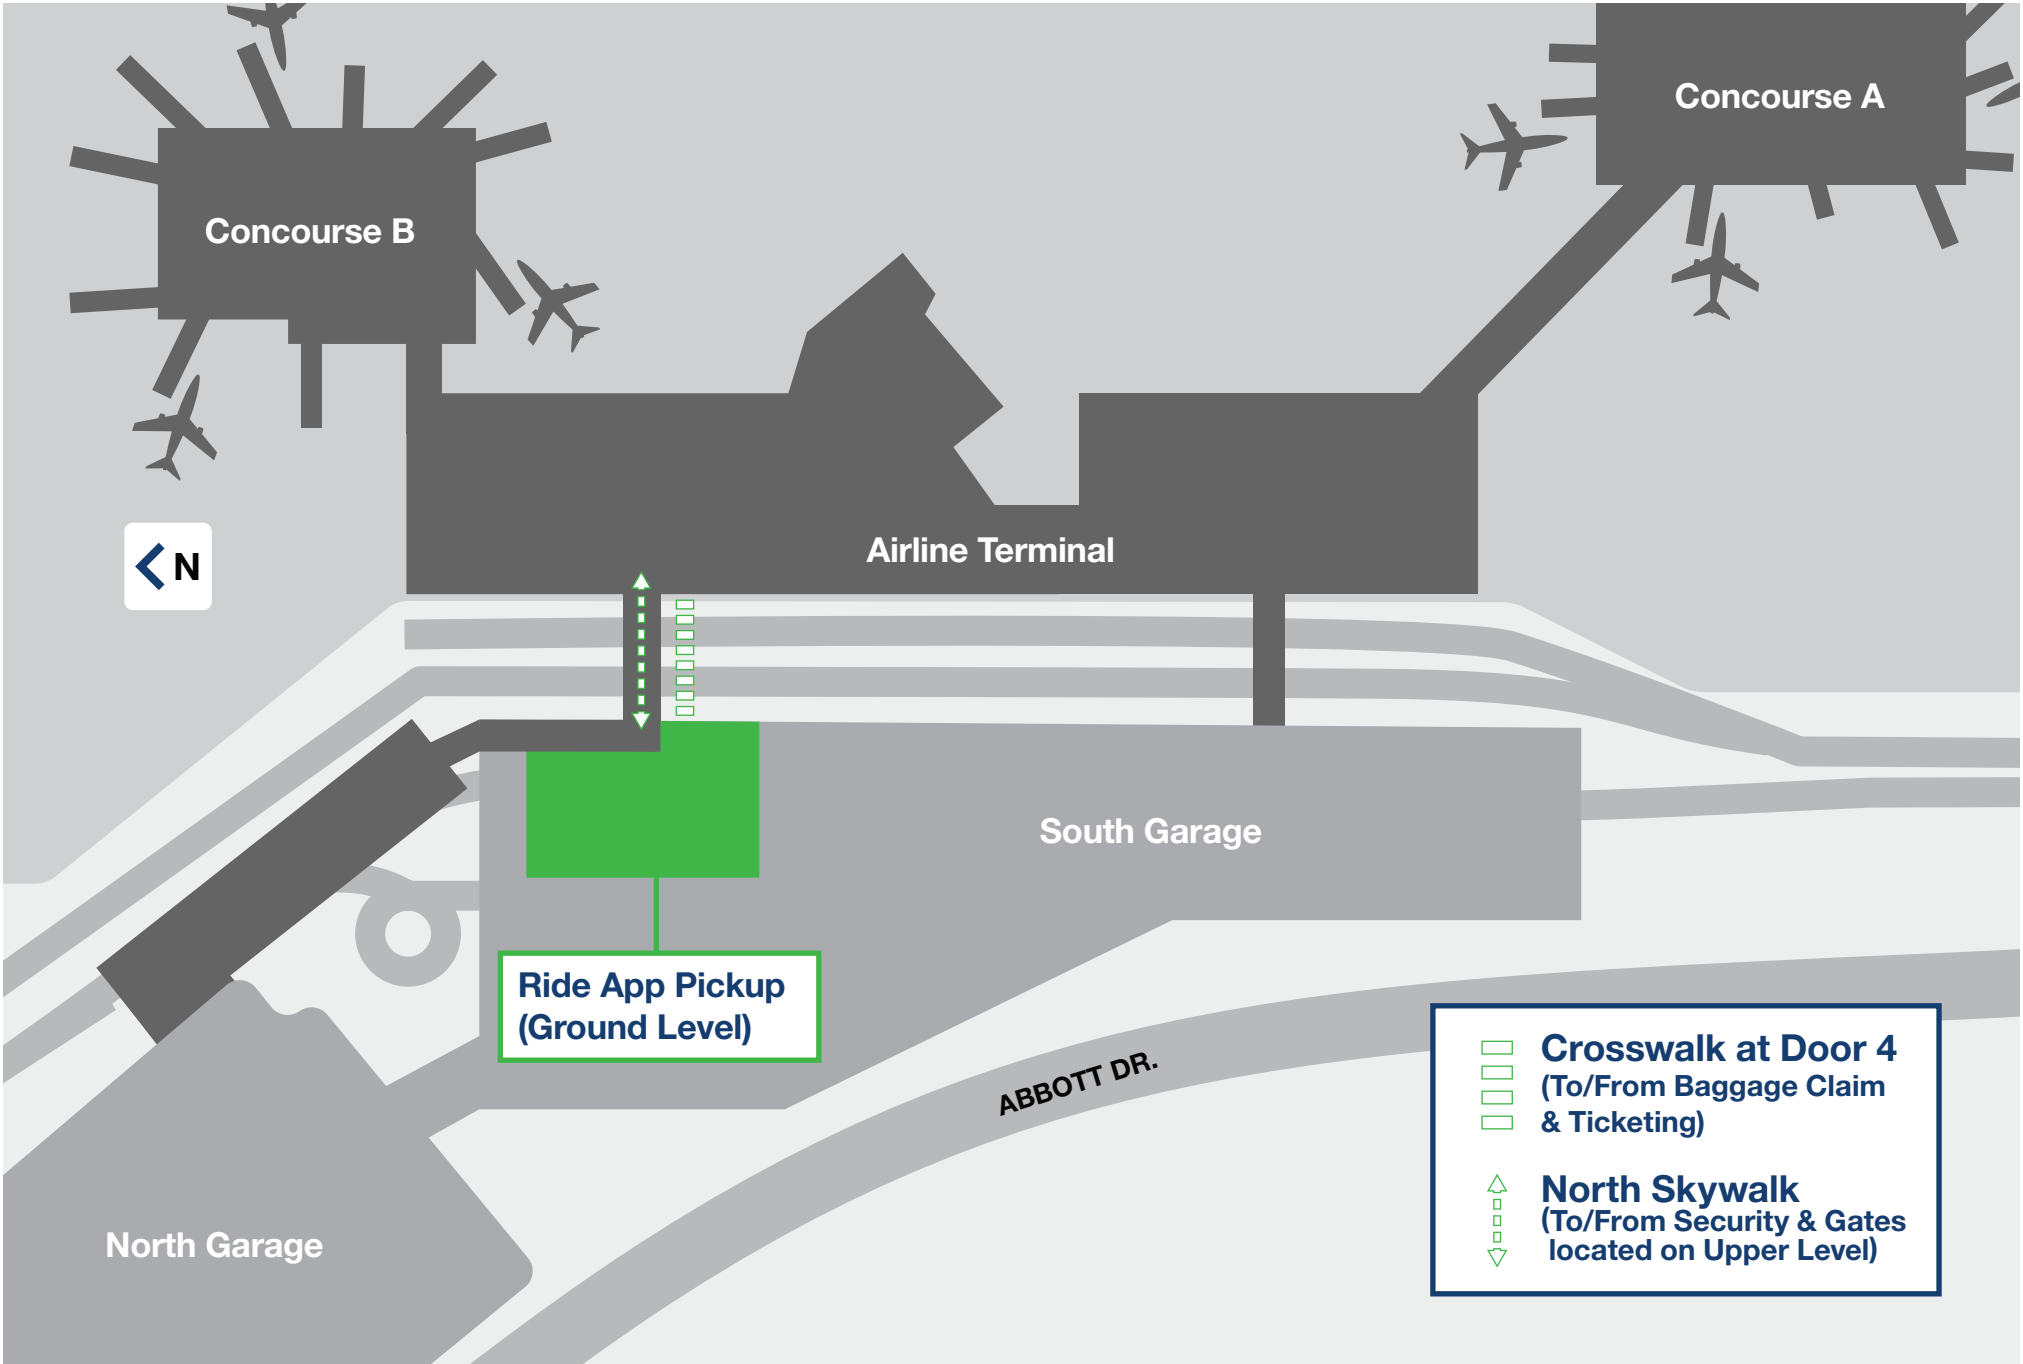 Concourse A
Concourse B
Airline Terminal
N
South Garage
Ride App Pickup
(Ground Level)
ABBOTT DR.
North Garage
Crosswalk at Door 4
(To/From Baggage Claim
& Ticketing)
North Skywalk
(To/From Security & Gates
located on Upper Level)